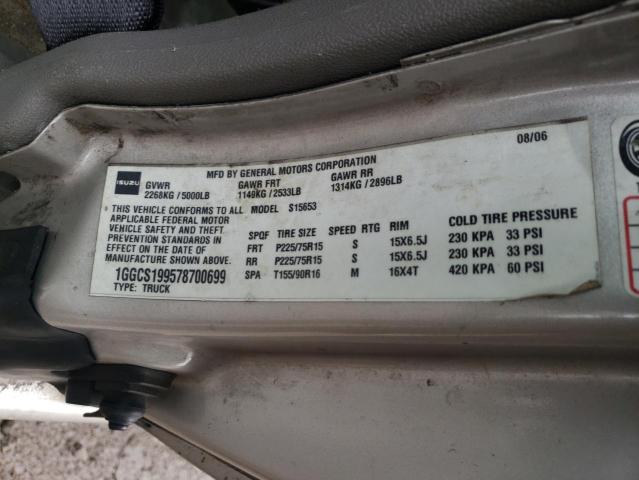 08/06
MFD BY GENERAL MOTORS CORPORATION
ISUZU GVWR GAWR FRT GAWR RR
2268KG / 5000LB 1149KG / 2533LB 1314KG / 2896LB
THIS VEHICLE CONFORMS TO ALL MODEL S15653
APPLICABLE FEDERAL MOTOR
VEHICLE SAFETY AND THEFT COLD TIRE PRESSURE
PREVENTION STANDARDS IN SPQF TIRE SIZE SPEED RTG RIM
EFFECT ON THE DATE OF FRT P225/75R15 S 15X6.5J 230 KPA 33 PSI
MANUFACTURE SHOWN ABOVE. RR P225/75R15 S 15X6.5J 230 KPA 33 PSI
1GGCS199578700699 SPA T155/90R16 M 16X4T 420 KPA 60 PSI
TYPE: TRUCK